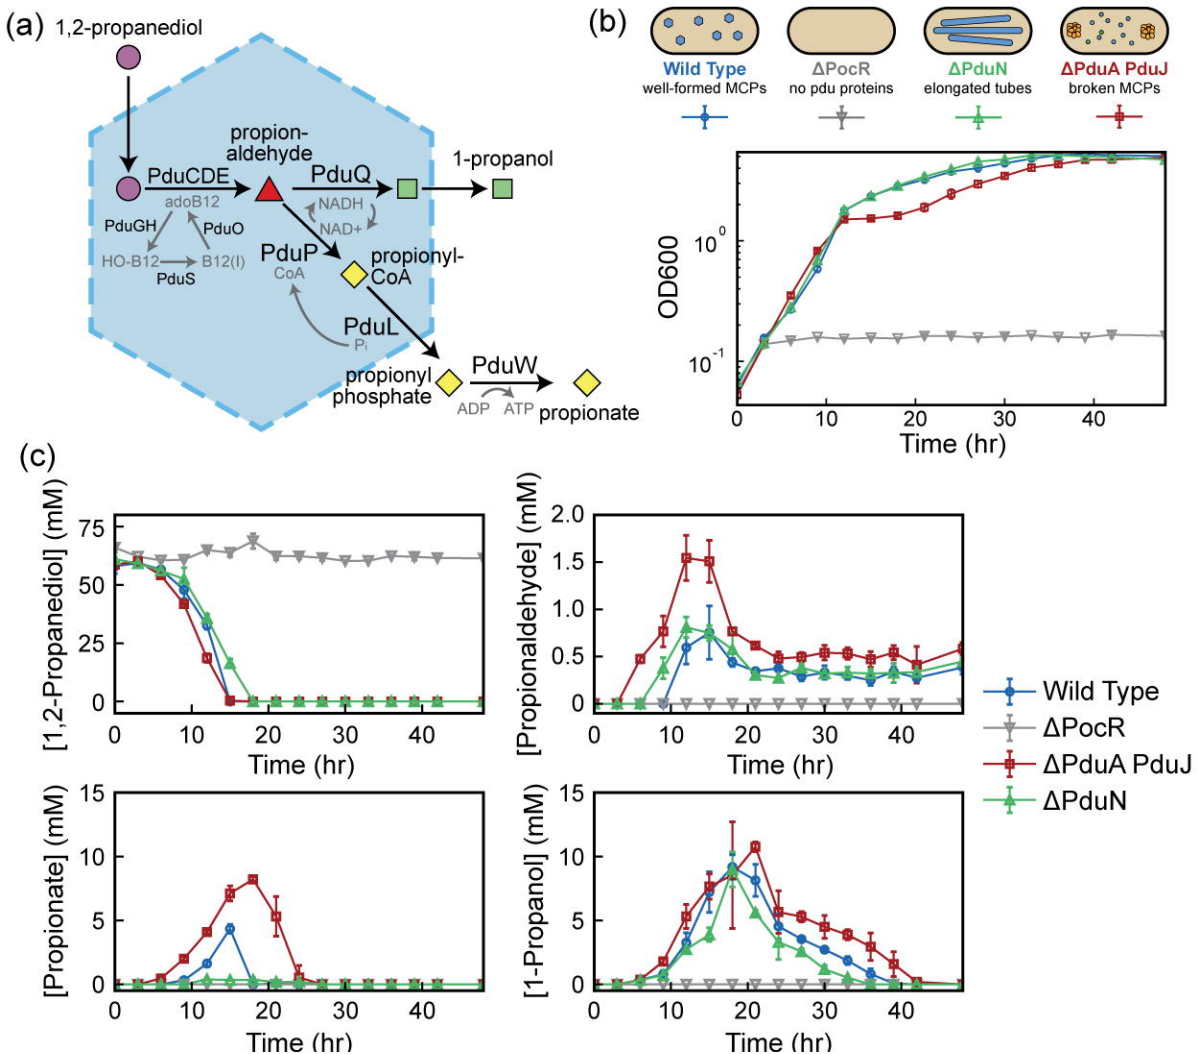 (a)
1,2-propanediol
propion-
aldehyde
1-propanol
PduCDE
PduQ
adoB12
NADH
PduGH
PduO
NAD+
HO-B12
B12(I)
PduS
PduP
CoA
propionyl-
CoA
PduL
Pi
propionyl
phosphate
PduW
ADP
ATP
propionate
(b)
Wild Type
well-formed MCPs
ΔPocR
no pdu proteins
ΔPduN
elongated tubes
ΔPduA PduJ
broken MCPs
OD600
10⁰
10⁻¹
0
10
20
30
40
Time (hr)
(c)
[1,2-Propanediol] (mM)
75
50
25
0
0
10
20
30
40
Time (hr)
[Propionaldehyde] (mM)
2.0
1.5
1.0
0.5
0
0
10
20
30
40
Time (hr)
Wild Type
ΔPocR
ΔPduA PduJ
ΔPduN
[Propionate] (mM)
15
10
5
0
0
10
20
30
40
Time (hr)
[1-Propanol] (mM)
15
10
5
0
0
10
20
30
40
Time (hr)